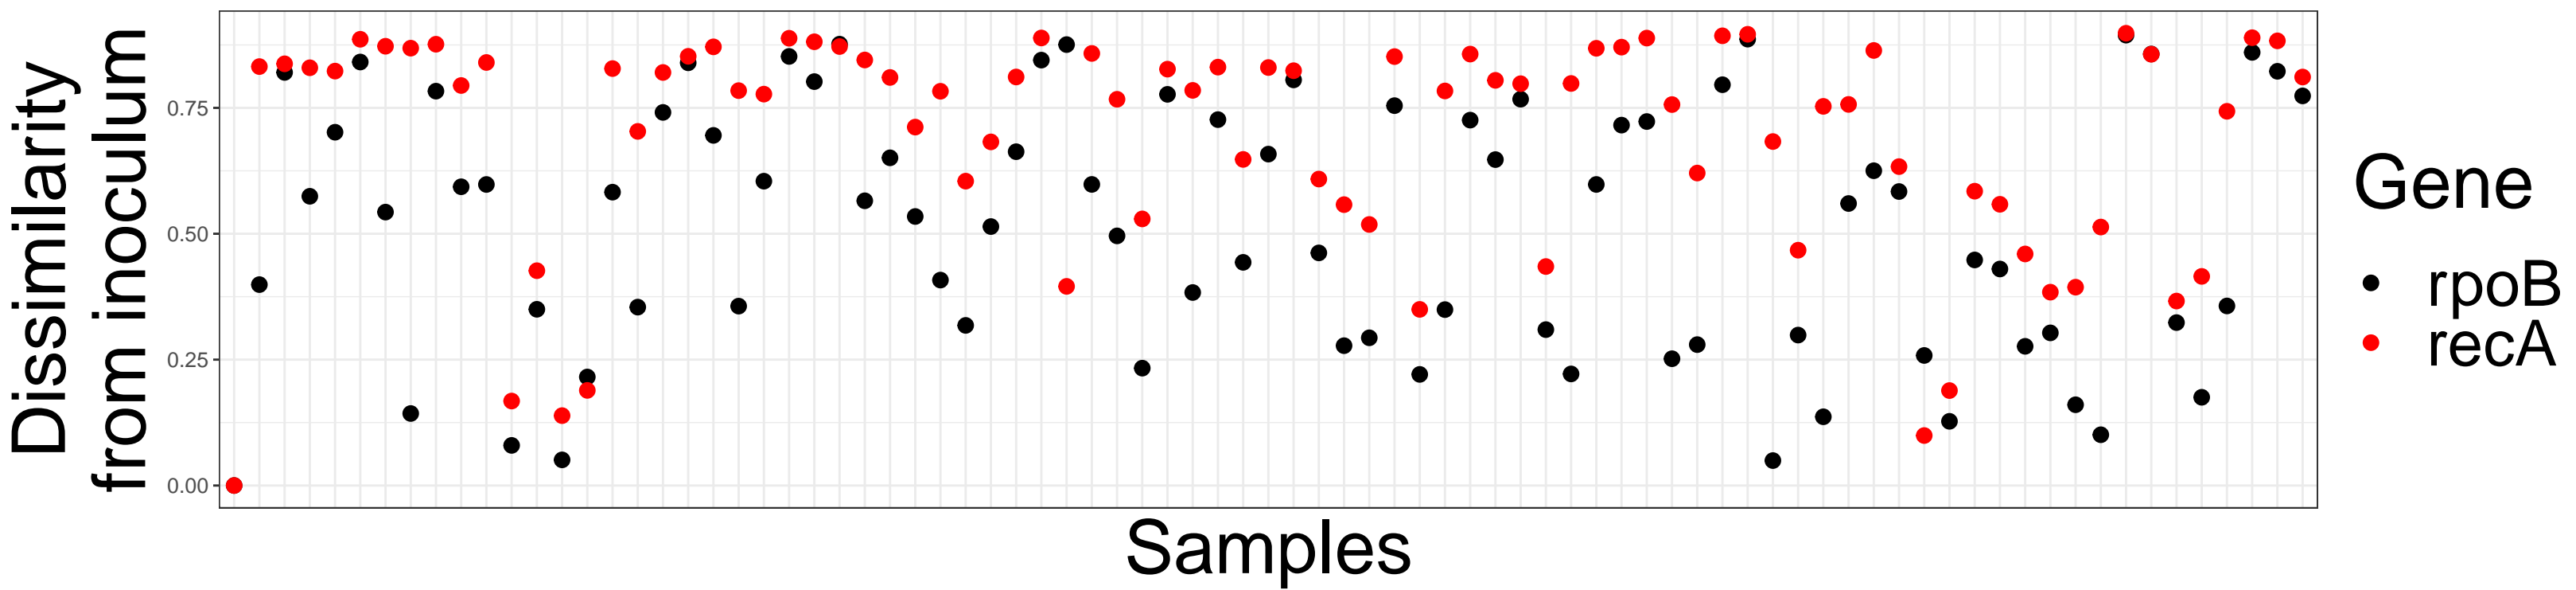 Dissimilarity
from inoculum
0.75
0.50
0.25
0.00
Samples
Gene
rpoB
recA